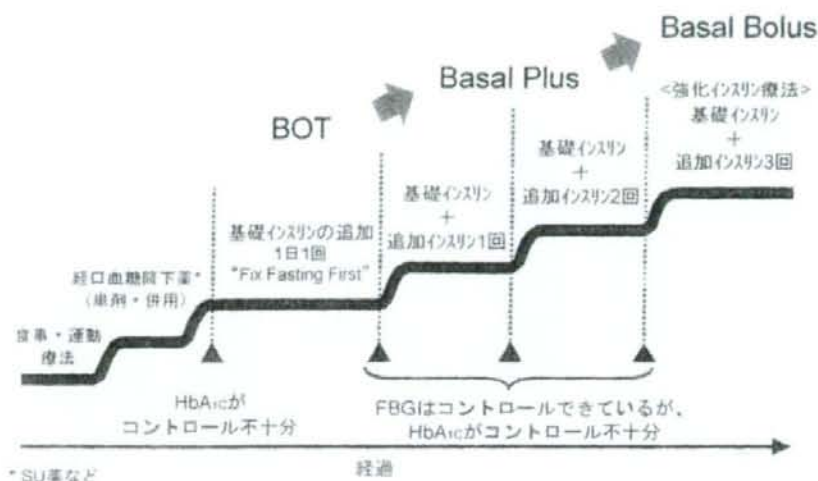 Basal Bolus
Basal Plus
BOT
<強化インスリン療法>
基礎インスリン
+
追加インスリン3回
基礎インスリン
+
追加インスリン2回
基礎インスリン
+
追加インスリン1回
基礎インスリンの追加
1日1回
"Fix Fasting First"
経口血糖降下薬*
(単剤・併用)
食事・運動
療法
HbA1cが
コントロール不十分
FBGはコントロールできているが、
HbA1cがコントロール不十分
経過
* SU薬など